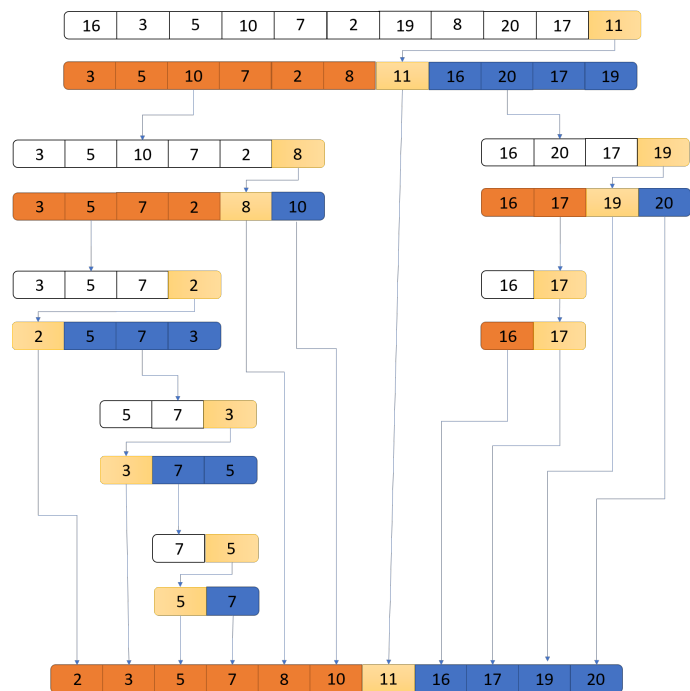 16 3 5 10 7 2 19 8 20 17 11
3 5 10 7 2 8 11 16 20 17 19
3 5 10 7 2 8
16 20 17 19
3 5 7 2 8 10
16 17 19 20
3 5 7 2
16 17
2 5 7 3
16 17
5 7 3
3 7 5
7 5
5 7
2 3 5 7 8 10 11 16 17 19 20